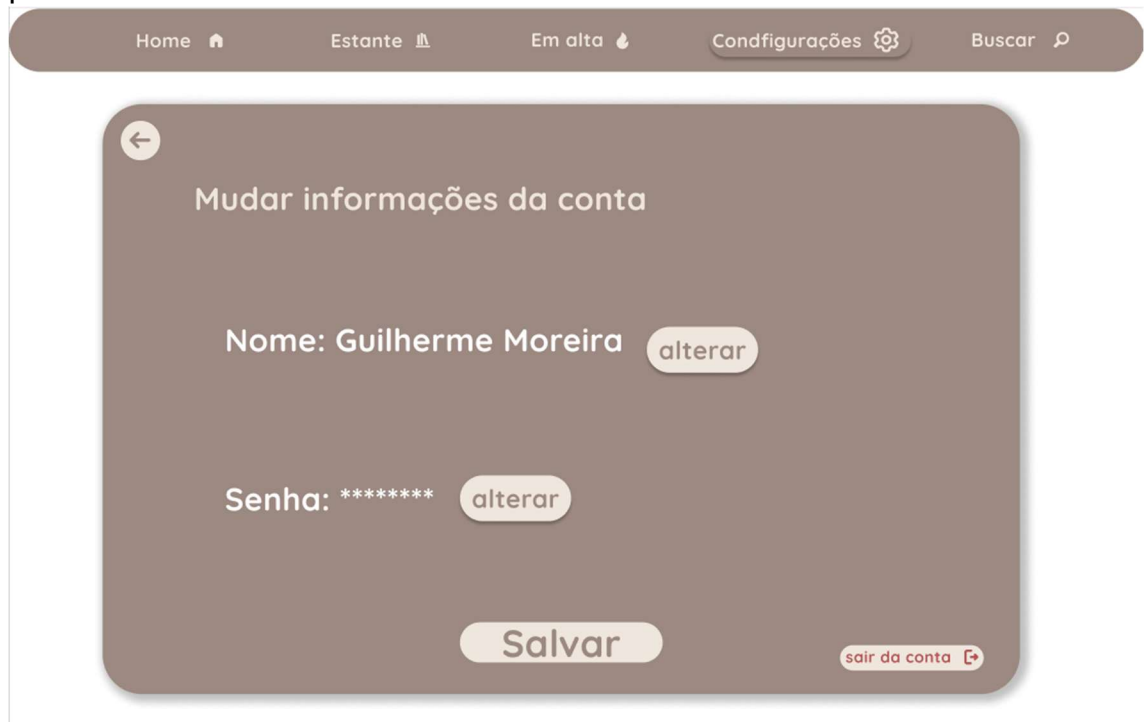 Home Estante Em alta Condfigurações Buscar
Mudar informações da conta
Nome: Guilherme Moreira alterar
Senha: ******** alterar
Salvar
sair da conta